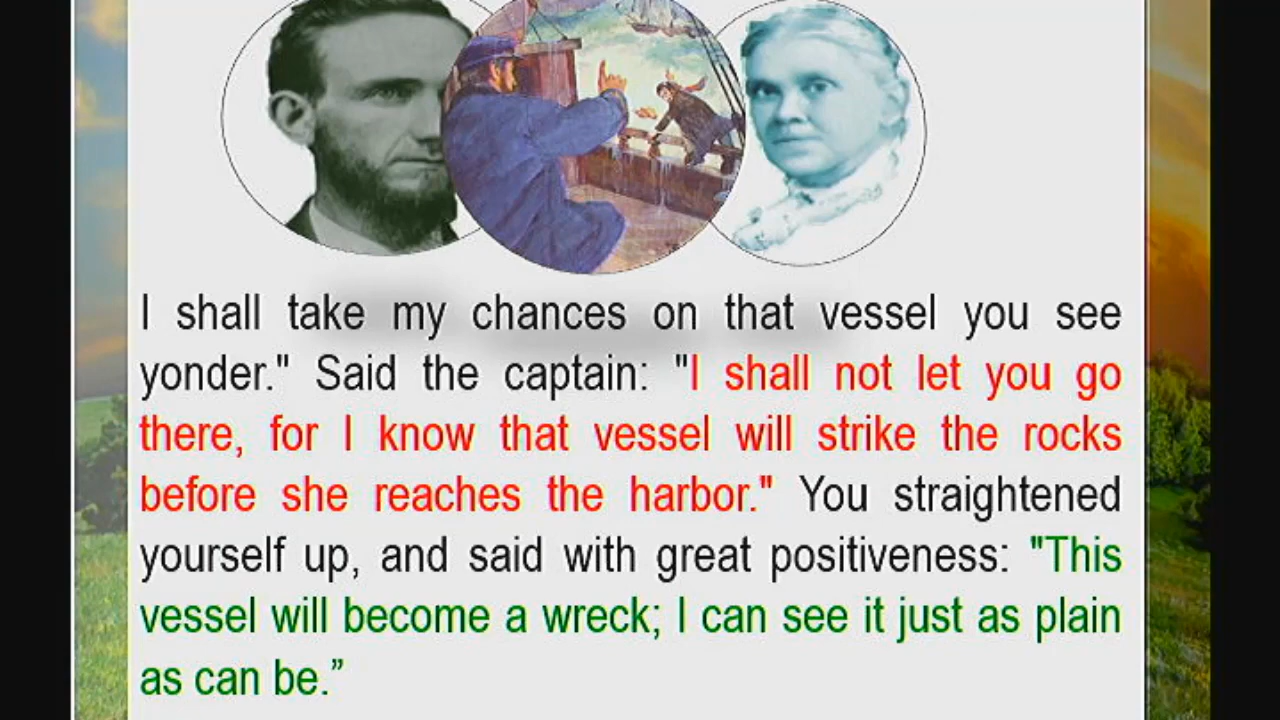 I shall take my chances on that vessel you see
yonder." Said the captain: "I shall not let you go
there, for I know that vessel will strike the rocks
before she reaches the harbor." You straightened
yourself up, and said with great positiveness: "This
vessel will become a wreck; I can see it just as plain
as can be.”